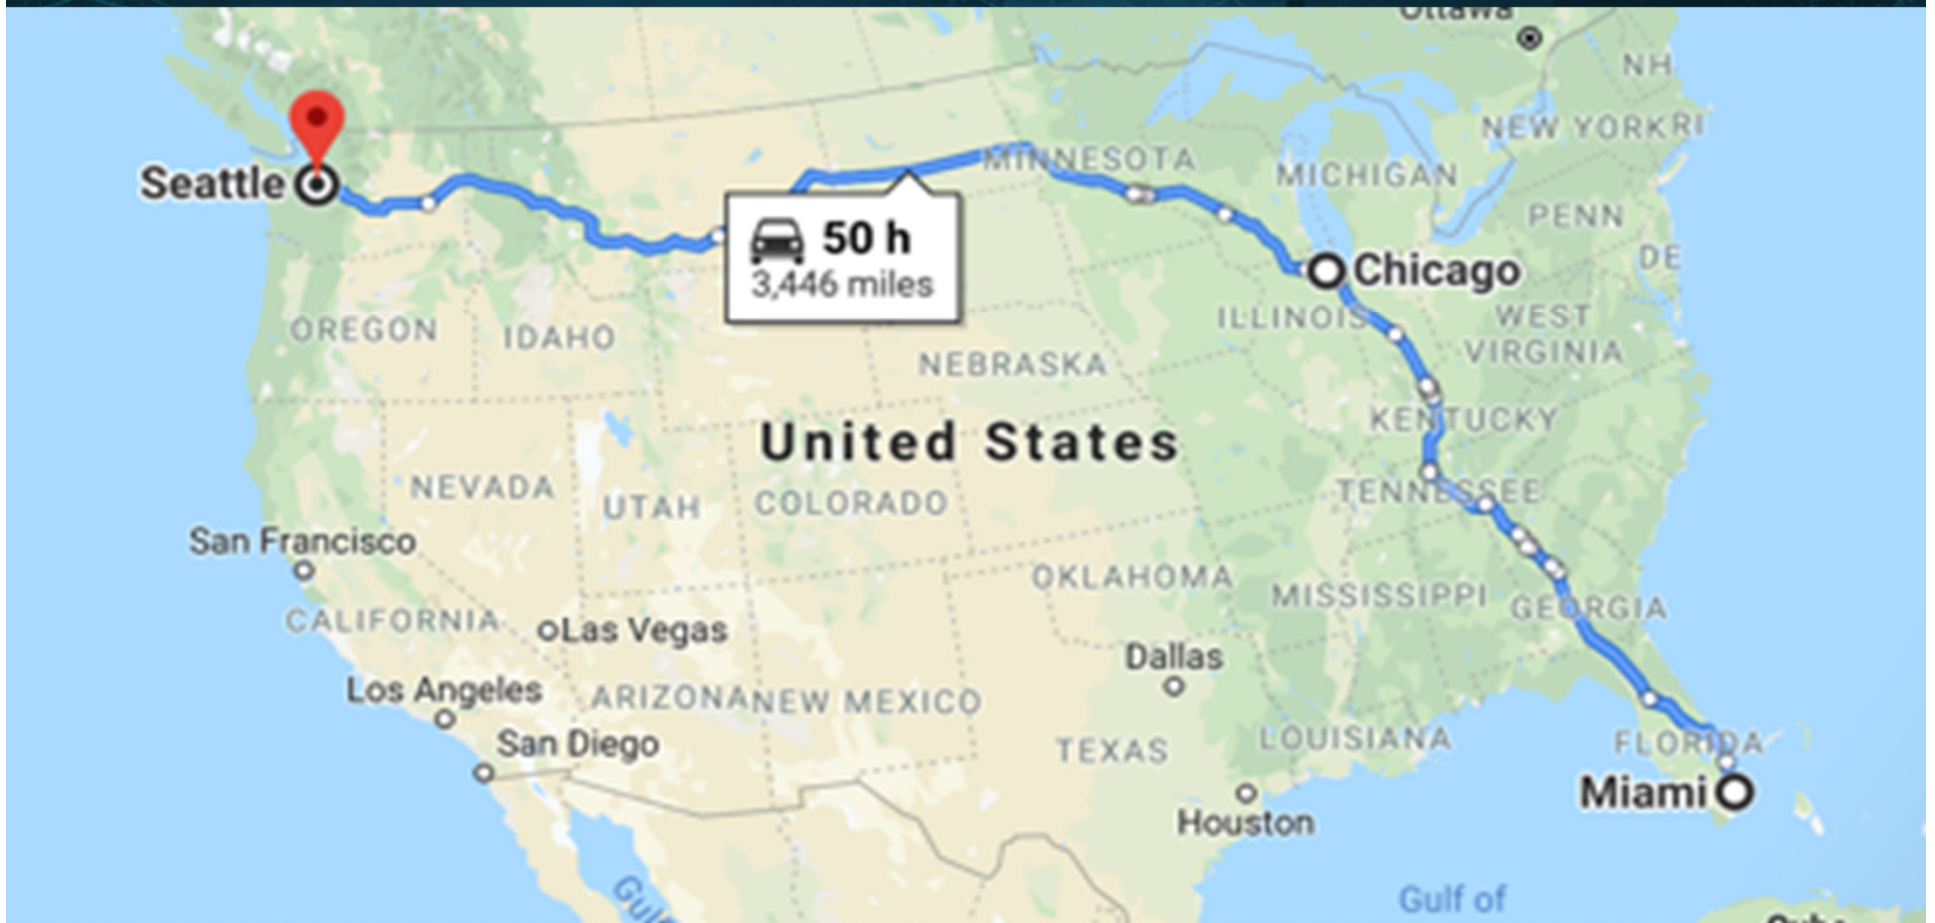 Ottawa
NH
NEW YORK
RI
MINNESOTA
MICHIGAN
Seattle
PENN
50 h
3,446 miles
DE
Chicago
OREGON
IDAHO
ILLINOIS
WEST
VIRGINIA
NEBRASKA
KENTUCKY
United States
NEVADA
UTAH
COLORADO
TENNESSEE
San Francisco
OKLAHOMA
MISSISSIPPI
GEORGIA
CALIFORNIA
Las Vegas
Dallas
Los Angeles
ARIZONA
NEW MEXICO
San Diego
TEXAS
LOUISIANA
FLORIDA
Miami
Houston
Gulf of